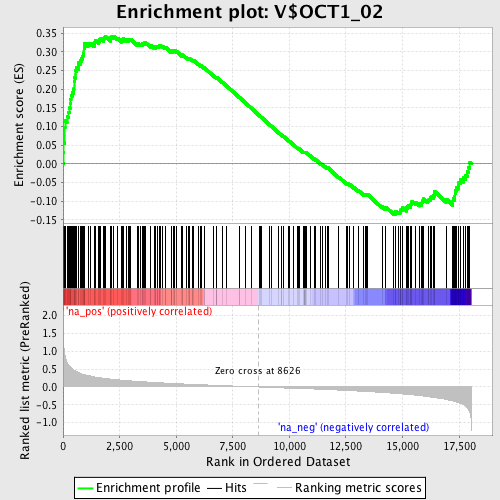 Enrichment plot: V$OCT1_02
Enrichment score (ES)
0.35
0.30
0.25
0.20
0.15
0.10
0.05
0.00
-0.05
-0.10
-0.15
'na_pos' (positively correlated)
Ranked list metric (PreRanked)
2.0
1.5
1.0
0.5
0.0
-0.5
-1.0
Zero cross at 8626
'na_neg' (negatively correlated)
0 2,500 5,000 7,500 10,000 12,500 15,000 17,500
Rank in Ordered Dataset
Enrichment profile Hits Ranking metric scores